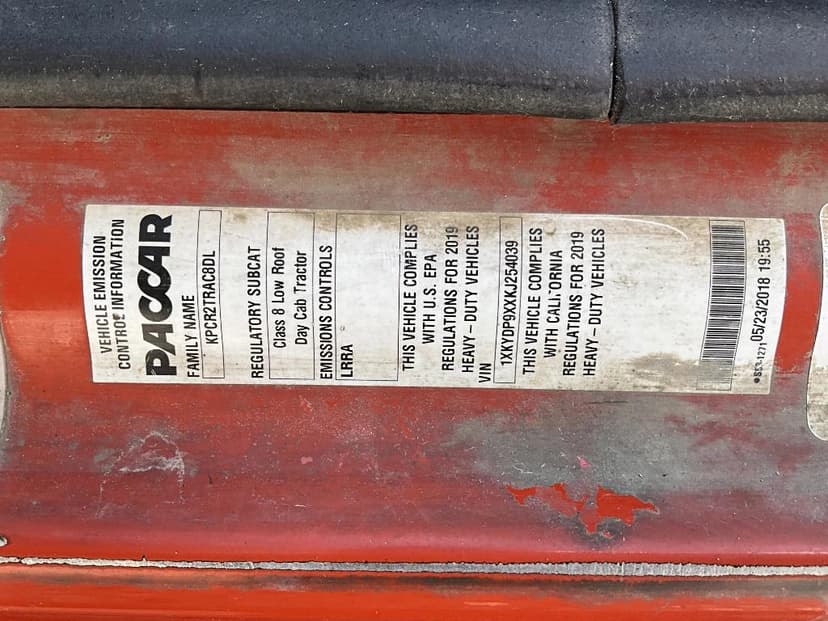 VEHICLE EMISSION
CONTROL INFORMATION
PACCAR
FAMILY NAME
KPCR2TRAC8DL
REGULATORY SUBCAT
Class 8 Low Roof
Day Cab Tractor
EMISSIONS CONTROLS
LRRA
THIS VEHICLE COMPLIES
WITH U.S. EPA
REGULATIONS FOR 2019
HEAVY – DUTY VEHICLES
VIN
1XKYDP9XXKJ254039
THIS VEHICLE COMPLIES
WITH CALIFORNIA
REGULATIONS FOR 2019
HEAVY – DUTY VEHICLES
05/23/2018 19:55